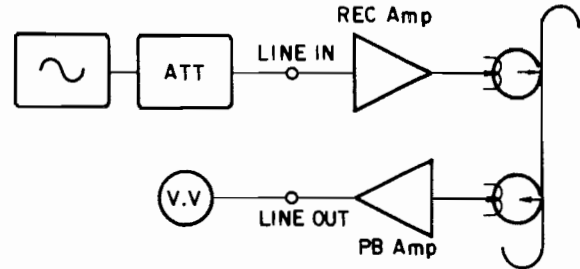 REC Amp
LINE IN
ATT
V.V
LINE OUT
PB Amp